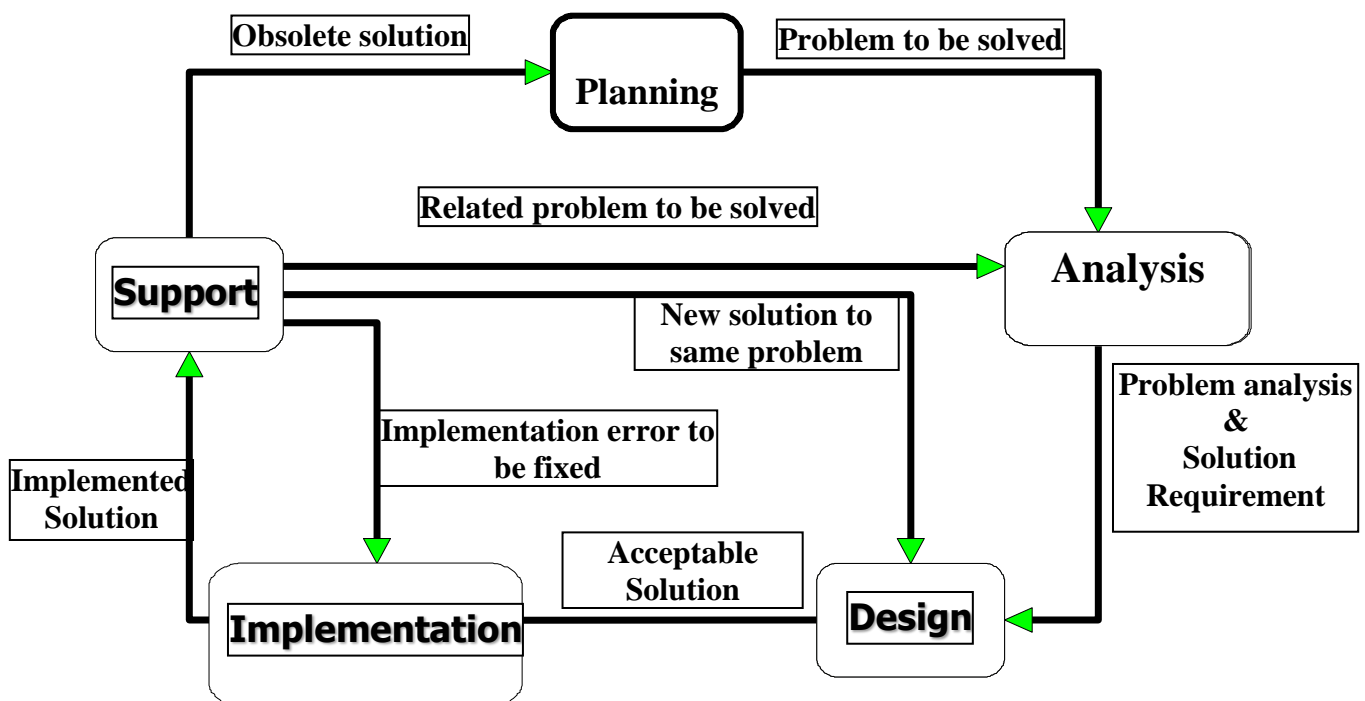 Obsolete solution
Problem to be solved
Planning
Related problem to be solved
Support
Analysis
New solution to
same problem
Problem analysis
&
Solution
Requirement
Implementation error to
be fixed
Implemented
Solution
Acceptable
Solution
Implementation
Design